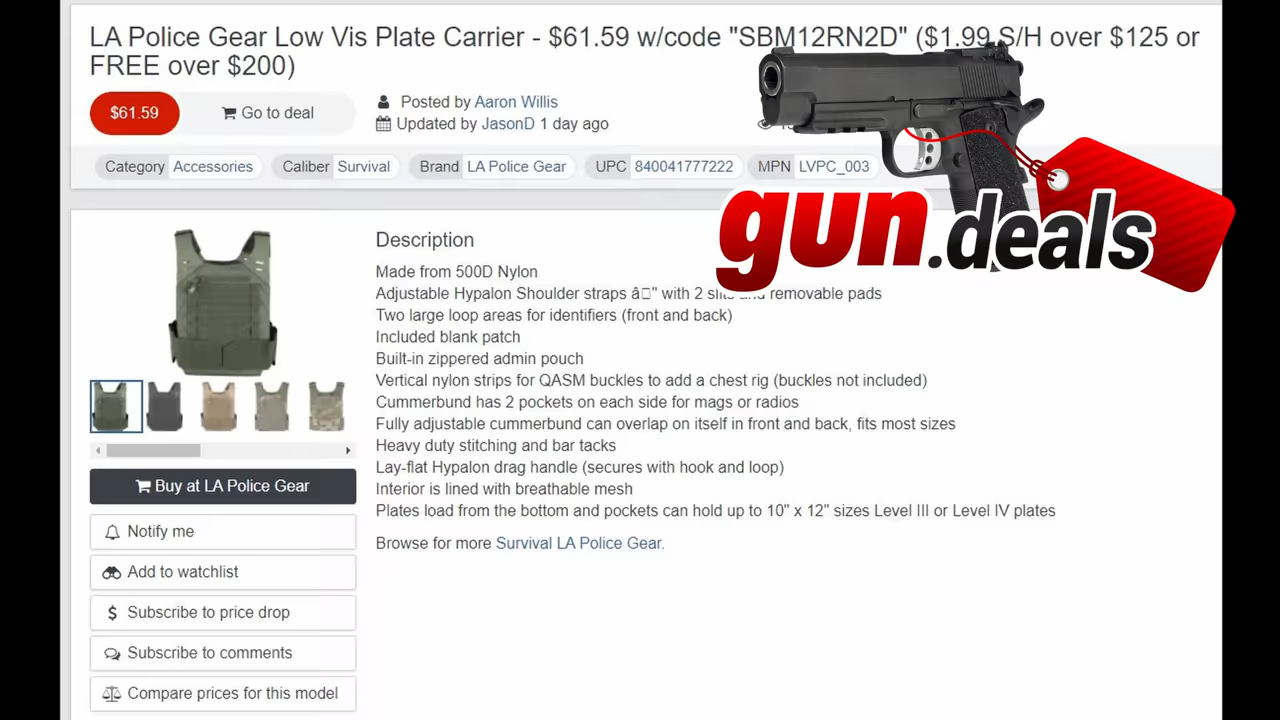 LA Police Gear Low Vis Plate Carrier - $61.59 w/code "SBM12RN2D" ($1.99 S/H over $125 or
FREE over $200)
$61.59
Go to deal
Posted by Aaron Willis
Updated by JasonD 1 day ago
Category Accessories
Caliber Survival
Brand LA Police Gear
UPC 840041777222
MPN LVPC_003
gun.deals
Description
Made from 500D Nylon
Adjustable Hypalon Shoulder straps â□" with 2 slits and removable pads
Two large loop areas for identifiers (front and back)
Included blank patch
Built-in zippered admin pouch
Vertical nylon strips for QASM buckles to add a chest rig (buckles not included)
Cummerbund has 2 pockets on each side for mags or radios
Fully adjustable cummerbund can overlap on itself in front and back, fits most sizes
Heavy duty stitching and bar tacks
Lay-flat Hypalon drag handle (secures with hook and loop)
Interior is lined with breathable mesh
Plates load from the bottom and pockets can hold up to 10" x 12" sizes Level III or Level IV plates
Browse for more Survival LA Police Gear.
Buy at LA Police Gear
Notify me
Add to watchlist
Subscribe to price drop
Subscribe to comments
Compare prices for this model